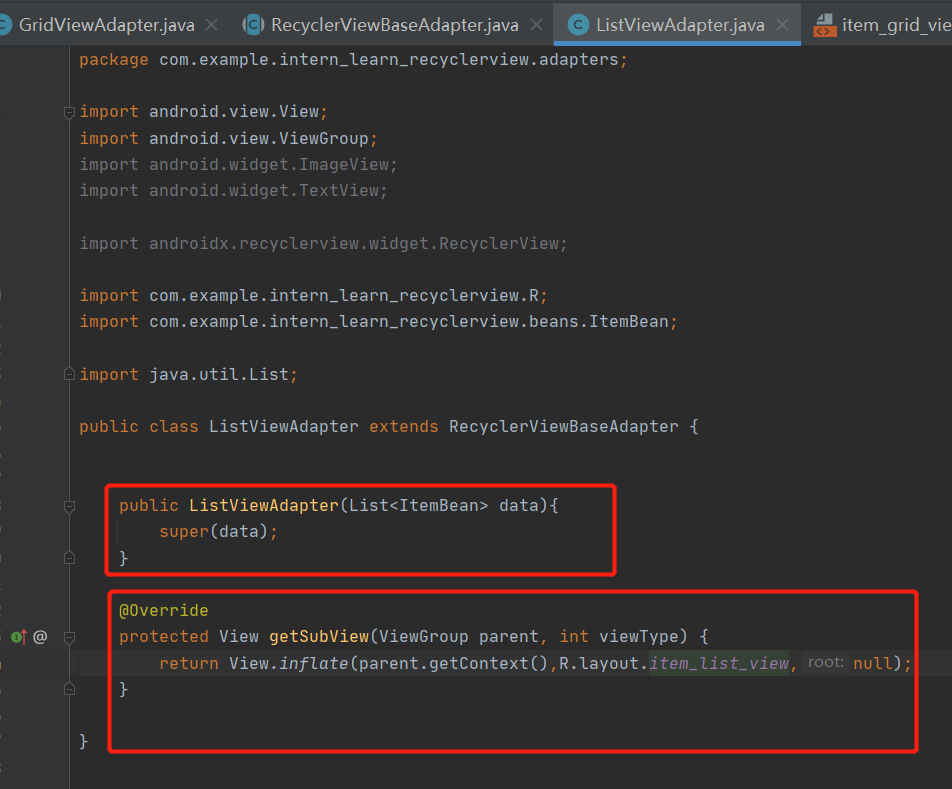 GridViewAdapter.java
RecyclerViewBaseAdapter.java
ListViewAdapter.java
item_grid_vie
package com.example.intern_learn_recyclerview.adapters;
import android.view.View;
import android.view.ViewGroup;
import android.widget.ImageView;
import android.widget.TextView;
import androidx.recyclerview.widget.RecyclerView;
import com.example.intern_learn_recyclerview.R;
import com.example.intern_learn_recyclerview.beans.ItemBean;
import java.util.List;
public class ListViewAdapter extends RecyclerViewBaseAdapter {
public ListViewAdapter(List<ItemBean> data){
super(data);
}
@Override
protected View getSubView(ViewGroup parent, int viewType) {
return View.inflate(parent.getContext(),R.layout.item_list_view, root: null);
}
}